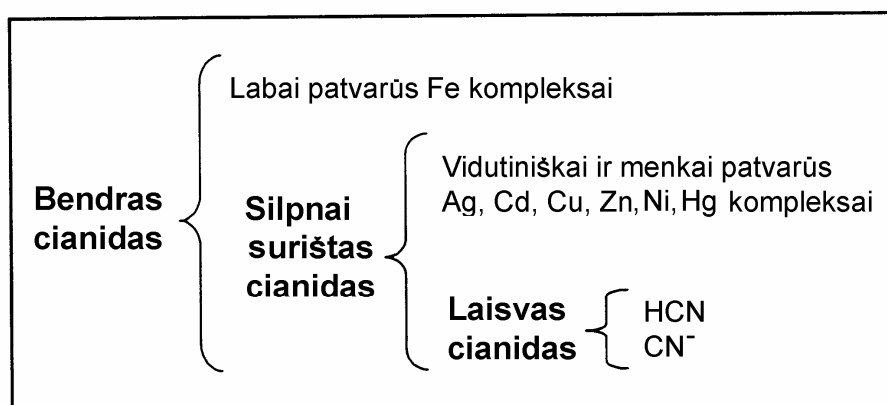 Labai patvarūs Fe kompleksai
Bendras
cianidas
Silpnai
surištas
cianidas
Vidutiniškai ir menkai patvarūs
Ag, Cd, Cu, Zn, Ni, Hg kompleksai
Laisvas
cianidas
HCN
CN⁻